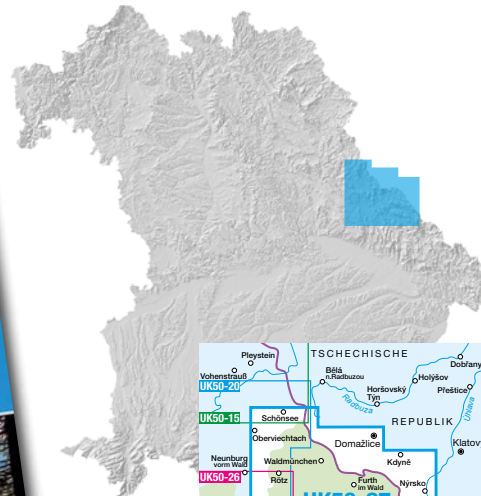 Pleystein
TSCHECHISCHE
Dobřany
Vohenstrauß
Bělá
n.Radbuzou
Holýšov
UK50-20
Horšovský
Týn
Přeštice
Radbuza
Úhlava
UK50-15
Schönsee
REPUBLIK
Oberviechtach
Domažlice
Klatov
Neunburg
vorm Wald
Waldmünchen
Kdyně
UK50-26
Rötz
Furth
im Wald
Nýrsko